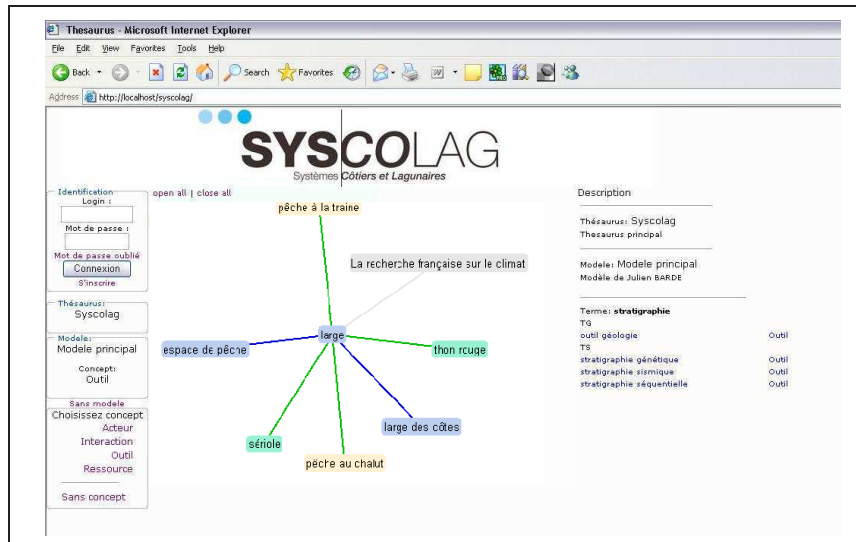 Thesaurus - Microsoft Internet Explorer
File Edit View Favorites Tools Help
Back Search Favorites
Address http://localhost/syscolag/
SYSCOLAG
Systèmes Côtiers et Lagunaires
Identification
Login :
Mot de passe :
Mot de passe oublié
Connexion
S'inscrire
Thésaurus:
Syscolag
Modele:
Modele principal
Concept:
Outil
Sans modele
Choisissez concept
Acteur
Interaction
Outil
Ressource
Sans concept
open all | close all
pêche à la traine
La recherche française sur le climat
large
espace de pêche
thon rouge
large des côtes
sériole
pêche au chalut
Description
Thésaurus: Syscolag
Thesaurus principal
Modele: Modele principal
Modèle de Julien BARDE
Terme: stratigraphie
TG
outil géologie Outil
TS
stratigraphie génétique Outil
stratigraphie sismique Outil
stratigraphie séquentielle Outil